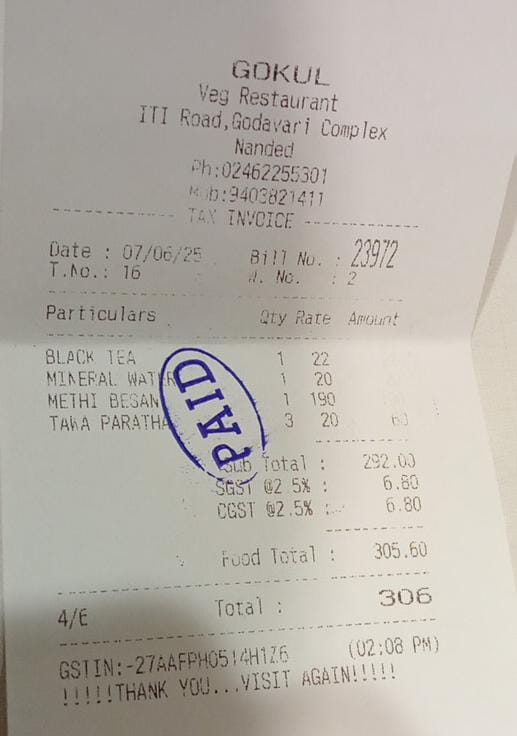 GOKUL
Veg Restaurant
ITI Road,Godavari Complex
Nanded
Ph:02462255301
Mob:9403821411
TAX INVOICE
Date : 07/06/25 Bill No. : 23972
T.No.: 16 W. No. : 2
Particulars Qty Rate Amount
BLACK TEA 1 22
MINERAL WATER 1 20
METHI BESAN 1 190
TAWA PARATHA 3 20 60
PAID
Sub Total : 292.00
SGST @2.5% : 6.80
CGST @2.5% : 6.80
Food Total : 305.60
4/6 Total : 306
GSTIN:-27AAFPH0514H1Z6 (02:08 PM)
!!!!!THANK YOU...VISIT AGAIN!!!!!